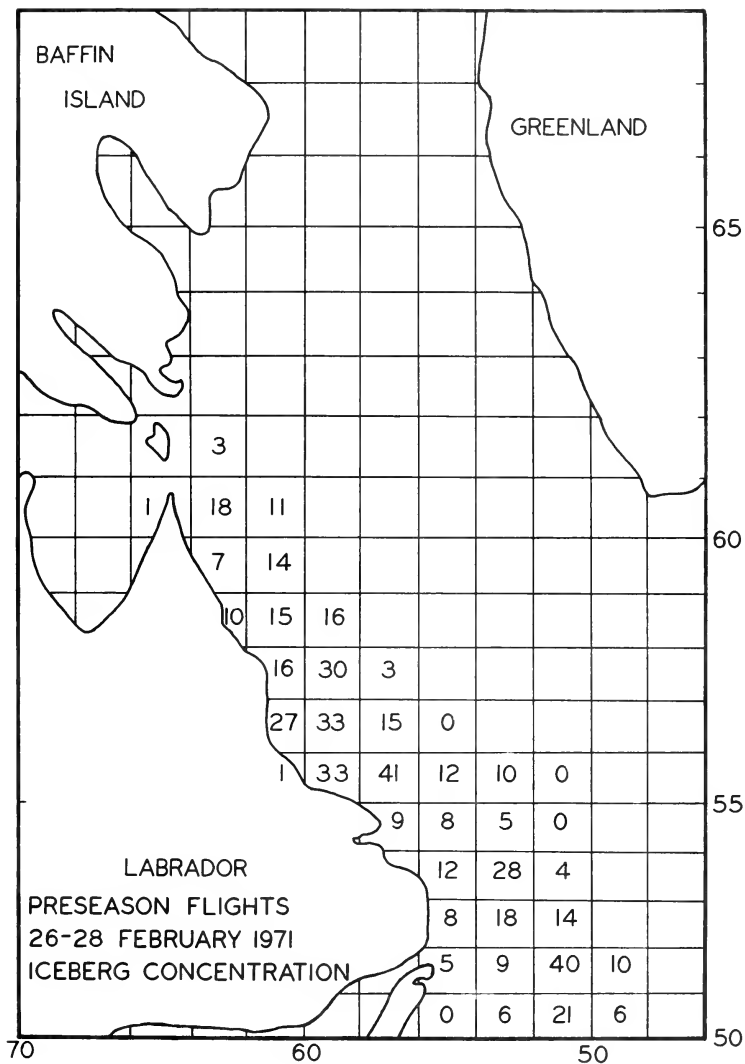 BAFFIN
ISLAND
GREENLAND
65
3
1 18 11
60
7 14
10 15 16
16 30 3
27 33 15 0
1 33 41 12 10 0
55
9 8 5 0
LABRADOR
12 28 4
PRESEASON FLIGHTS
8 18 14
26-28 FEBRUARY 1971
ICEBERG CONCENTRATION
5 9 40 10
0 6 21 6
50
70 60 50